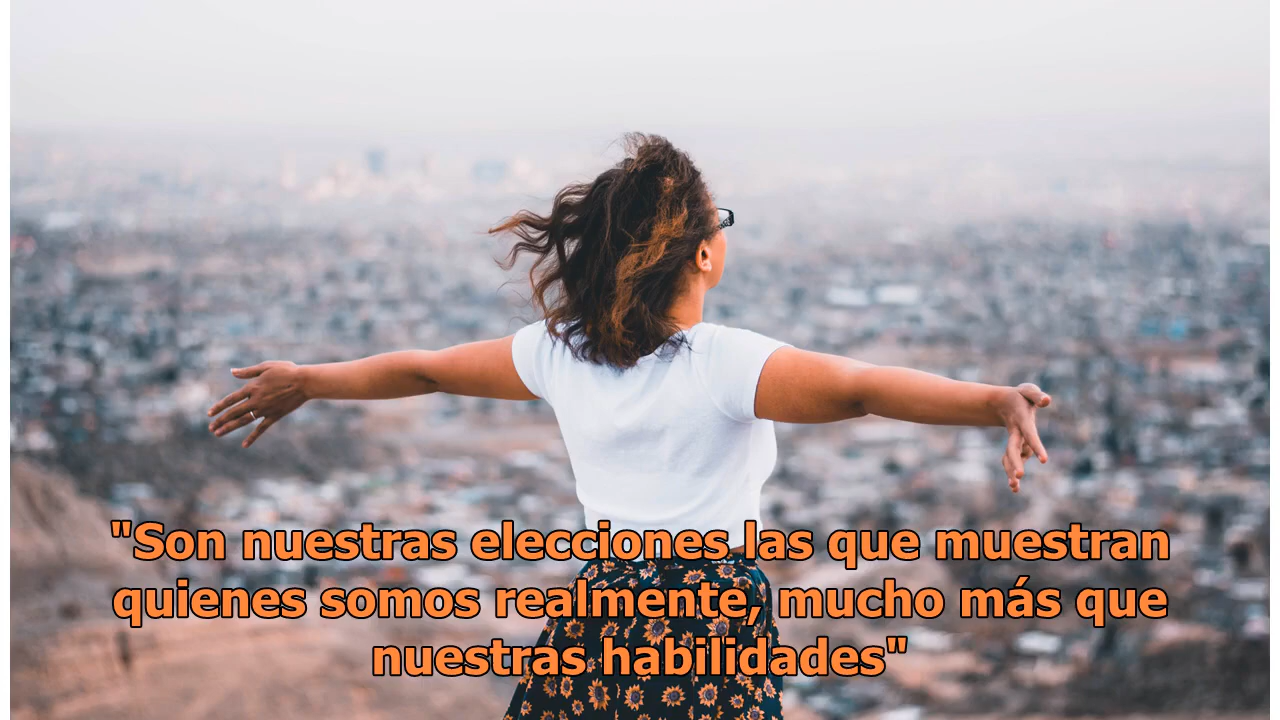 "Son nuestras elecciones las que muestran
quienes somos realmente, mucho más que
nuestras habilidades"